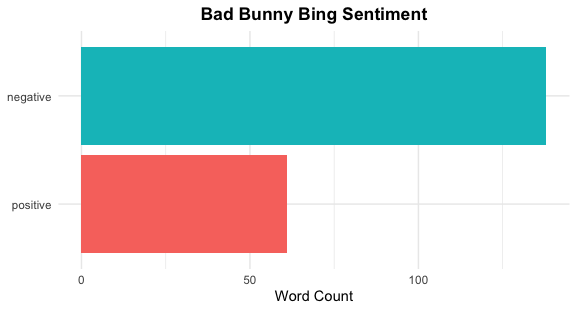 Bad Bunny Bing Sentiment
negative
positive
0 50 100
Word Count